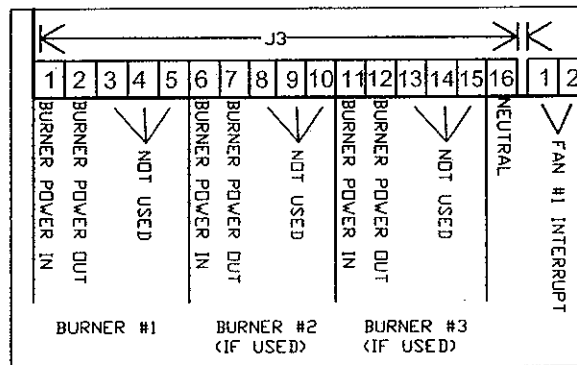 J3
1 2 3 4 5 6 7 8 9 10 11 12 13 14 15 16 1 2
BURNER POWER IN
BURNER POWER OUT
NOT USED
BURNER POWER IN
BURNER POWER OUT
NOT USED
BURNER POWER IN
BURNER POWER OUT
NOT USED
NEUTRAL
FAN #1 INTERRUPT
BURNER #1
BURNER #2
(IF USED)
BURNER #3
(IF USED)